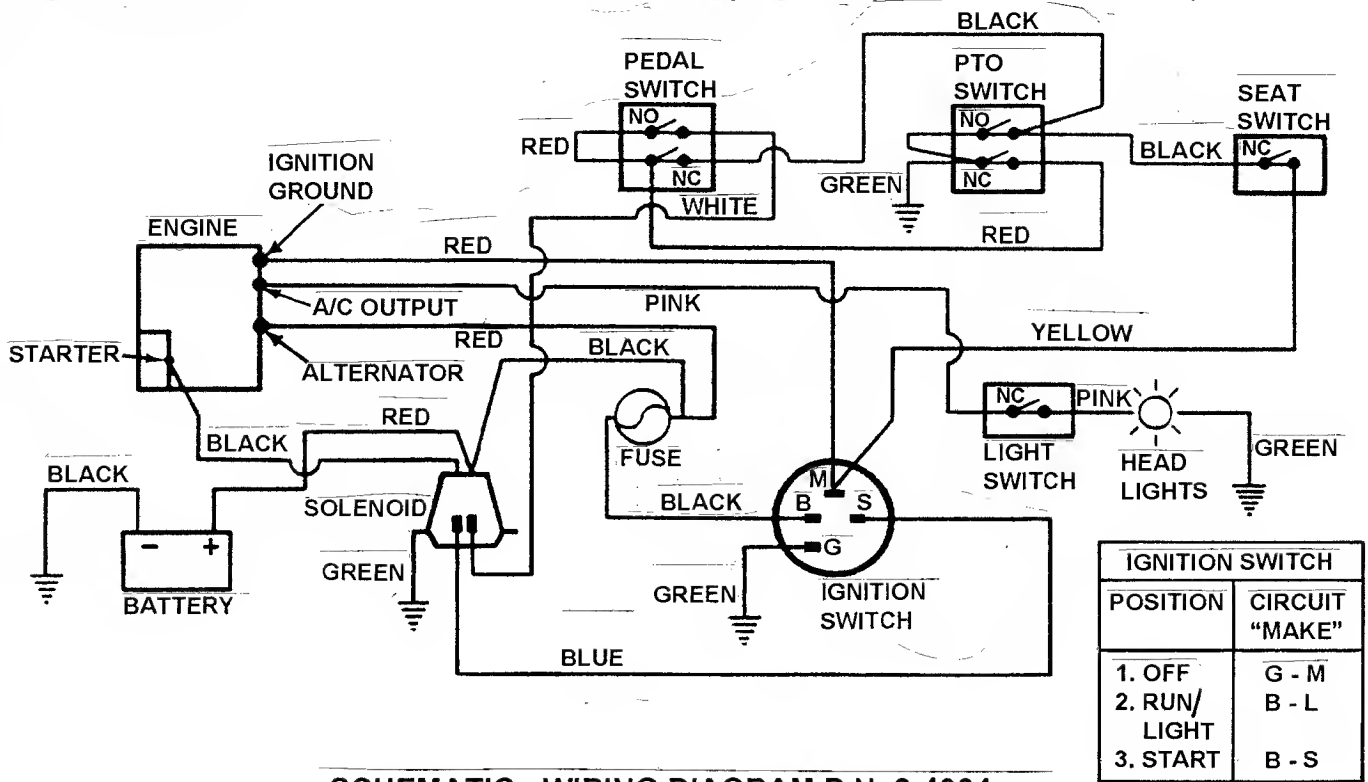 BLACK
PEDAL
SWITCH
PTO
SWITCH
SEAT
SWITCH
NO
NO
RED
BLACK
NC
NC
NC
GREEN
WHITE
RED
IGNITION
GROUND
ENGINE
RED
A/C OUTPUT
PINK
RED
BLACK
YELLOW
STARTER
ALTERNATOR
RED
BLACK
BLACK
FUSE
NC
PINK
LIGHT
SWITCH
HEAD
LIGHTS
GREEN
SOLENOID
BLACK
M
B
S
G
- +
BATTERY
GREEN
GREEN
IGNITION
SWITCH
BLUE
IGNITION SWITCH
POSITION CIRCUIT
"MAKE"
1. OFF G - M
2. RUN/ B - L
LIGHT
3. START B - S